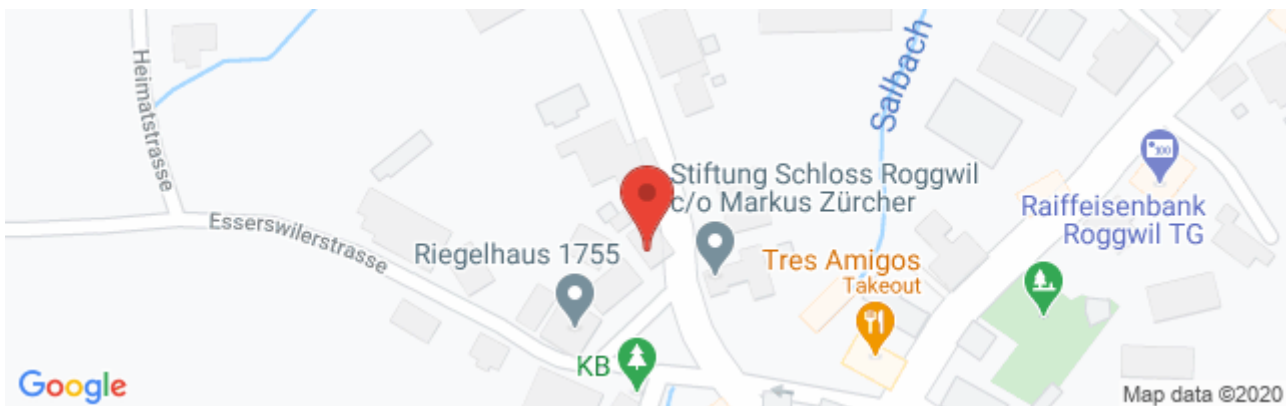 Heimatstrasse
Salbach
Stiftung Schloss Roggwil
c/o Markus Zürcher
100
Raiffeisenbank
Roggwil TG
Esserswilerstrasse
Riegelhaus 1755
Tres Amigos
Takeout
KB
Google
Map data ©2020